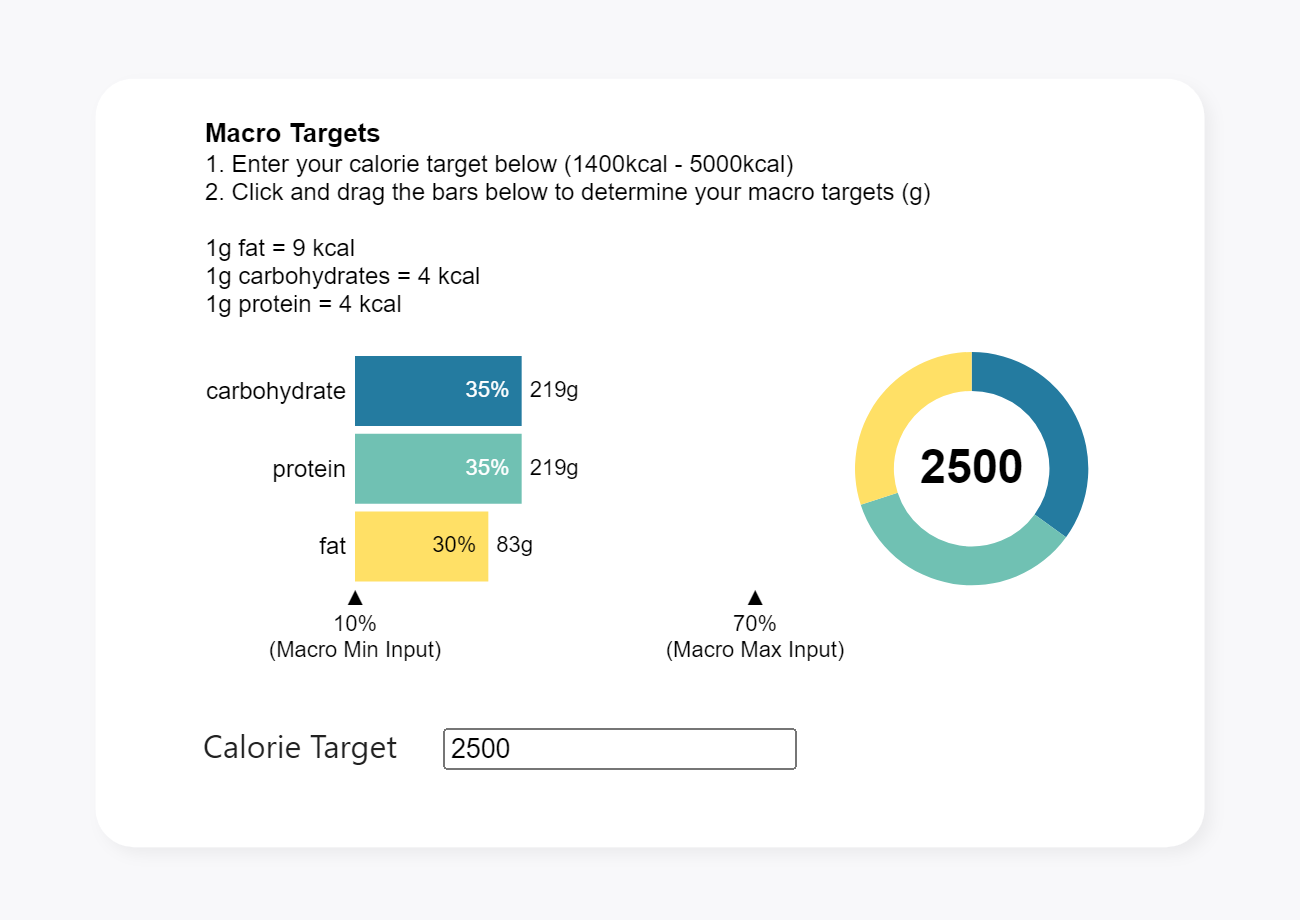 Macro Targets
1. Enter your calorie target below (1400kcal - 5000kcal)
2. Click and drag the bars below to determine your macro targets (g)
1g fat = 9 kcal
1g carbohydrates = 4 kcal
1g protein = 4 kcal
carbohydrate 35% 219g
protein 35% 219g
fat 30% 83g
2500
10% 70%
(Macro Min Input) (Macro Max Input)
Calorie Target 2500